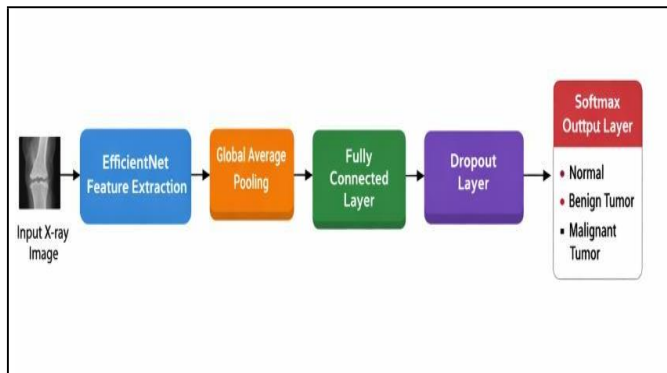 Input X-ray
Image
EfficientNet
Feature Extraction
Global Average
Pooling
Fully
Connected
Layer
Dropout
Layer
Softmax
Output Layer
• Normal
• Benign Tumor
▪ Malignant
Tumor